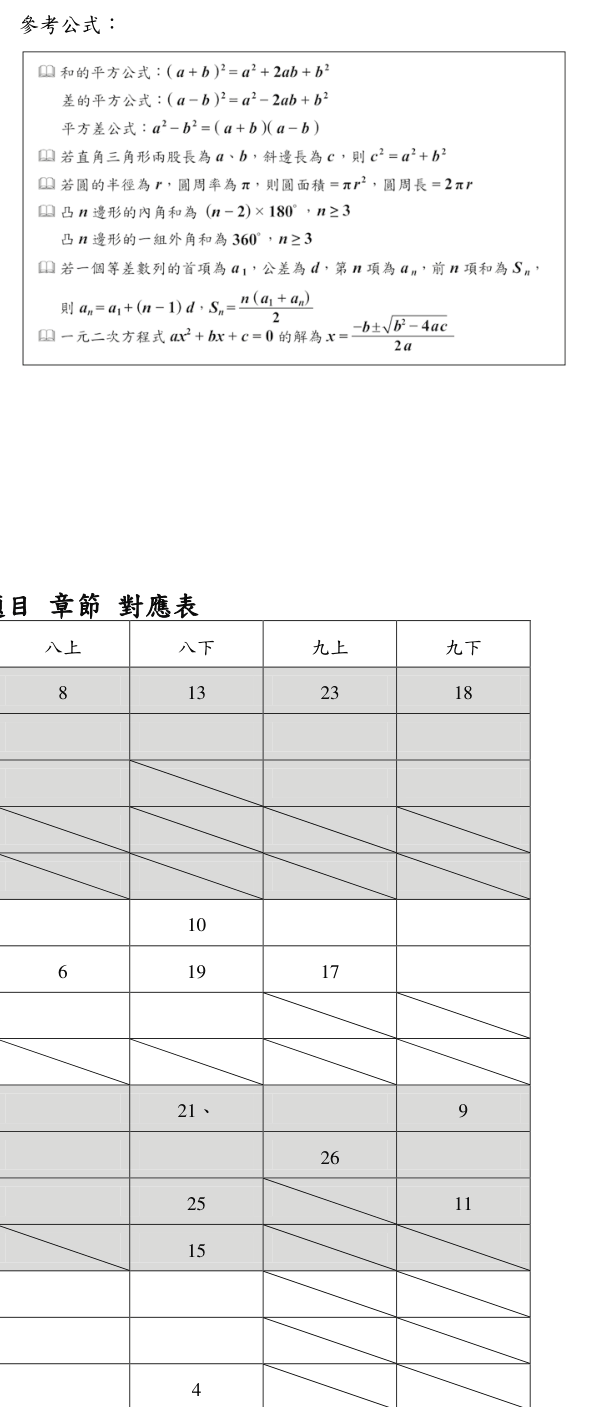 參考公式：
和的平方公式：( a + b )² = a² + 2ab + b²
差的平方公式：( a − b )² = a² − 2ab + b²
平方差公式：a² − b² = ( a + b )( a − b )
若直角三角形兩股長為 a、b，斜邊長為 c，則 c² = a² + b²
若圓的半徑為 r，圓周率為 π，則圓面積 = πr²，圓周長 = 2πr
凸 n 邊形的內角和為 (n − 2) × 180°，n ≥ 3
凸 n 邊形的一組外角和為 360°，n ≥ 3
若一個等差數列的首項為 a₁，公差為 d，第 n 項為 aₙ，前 n 項和為 Sₙ，
則 aₙ = a₁ + (n − 1) d，Sₙ = n ( a₁ + aₙ ) / 2
一元二次方程式 ax² + bx + c = 0 的解為 x = −b ± √(b² − 4ac) / 2a
題目 章節 對應表
八上 八下 九上 九下
8 13 23 18
10
6 19 17
21、 9
26
25 11
15
4